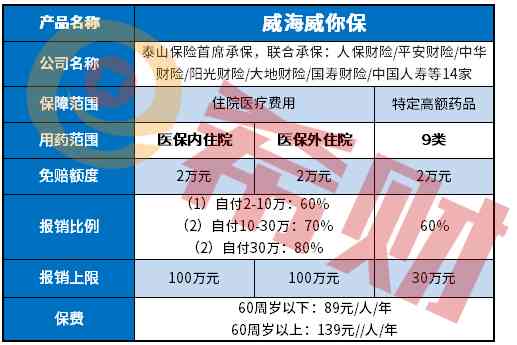 产品名称 威海威你保
公司名称 泰山保险首席承保，联合承保：人保财险/平安财险/中华
财险/阳光财险/大地财险/国寿财险/中国人寿等14家
保障范围 住院医疗费用 特定高额药品
用药范围 医保内住院 医保外住院 9类
免赔额度 2万元 2万元 2万元
报销比例 （1）自付2-10万：60%
（2）自付10-30万：70%
（2）自付30万：80%
60%
报销上限 100万元 100万元 30万元
保费 60周岁以下：89元/人/年
60周岁以上：139元//人/年
希财